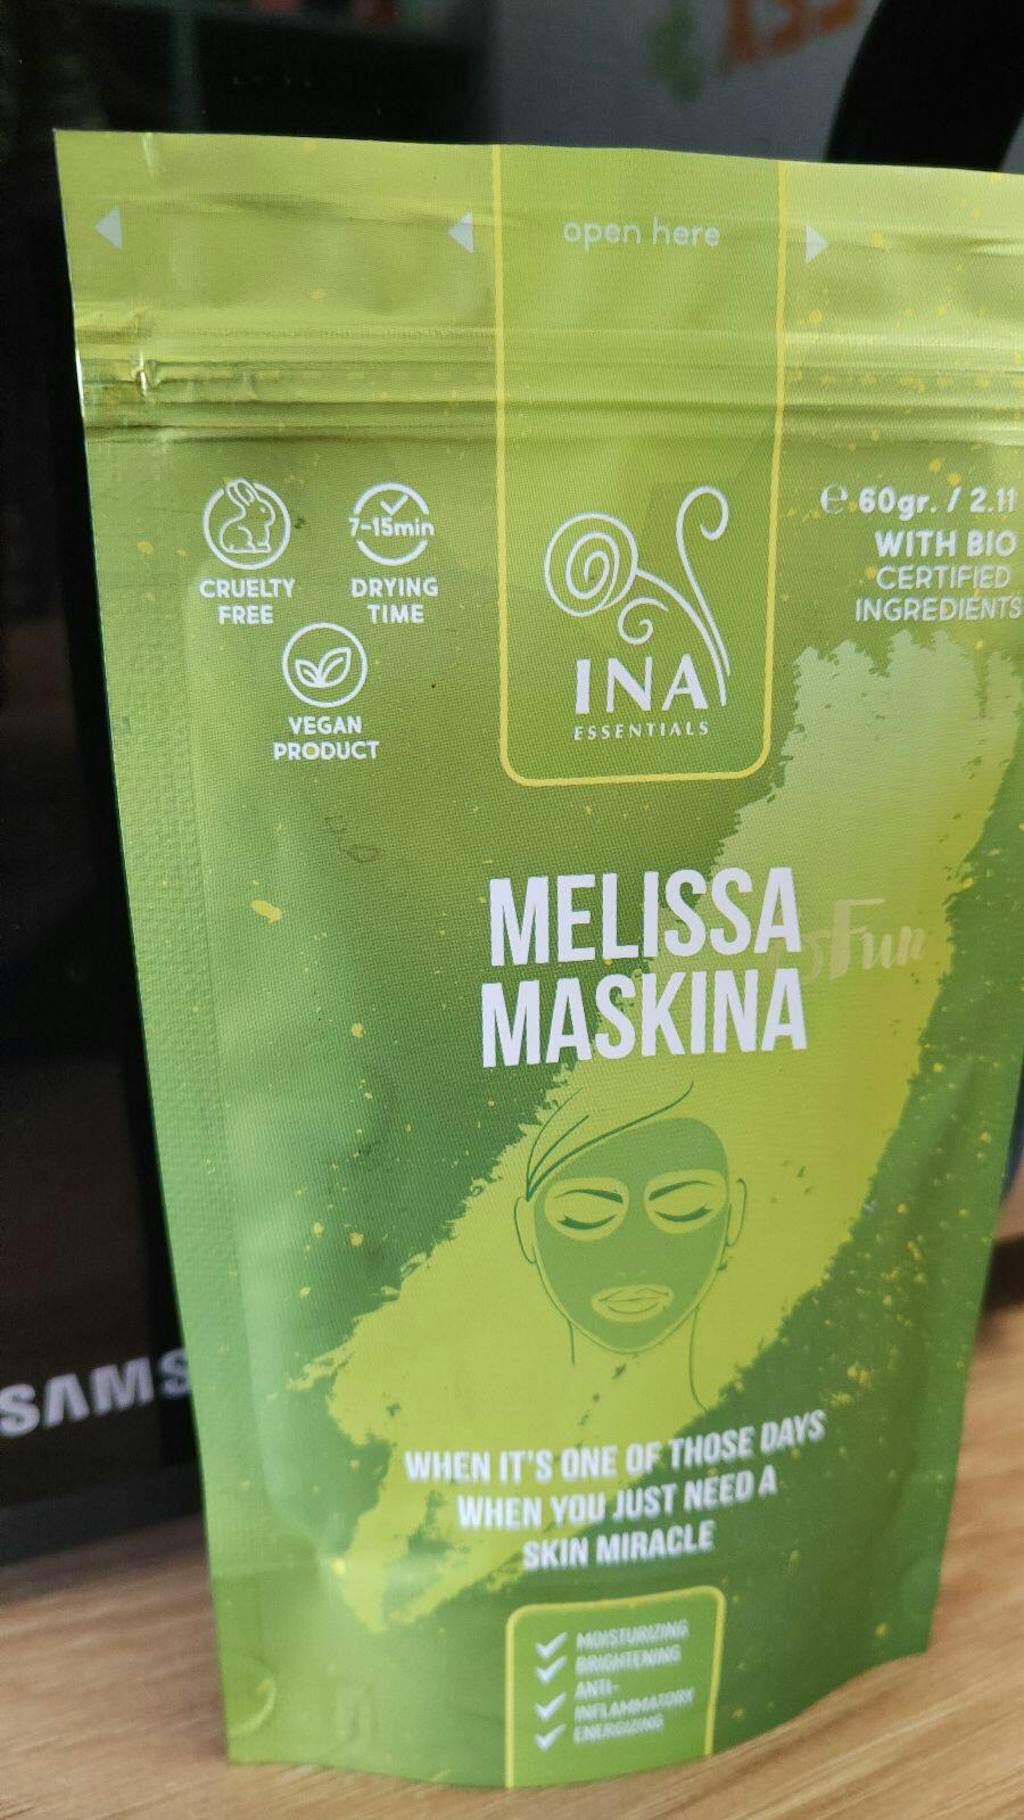 open here
7-15min
CRUELTY
FREE
DRYING
TIME
VEGAN
PRODUCT
INA
ESSENTIALS
℮ 60gr. / 2.11
WITH BIO
CERTIFIED
INGREDIENTS
MELISSA
MASKINA
sFun
WHEN IT'S ONE OF THOSE DAYS
WHEN YOU JUST NEED A
SKIN MIRACLE
MOISTURIZING
BRIGHTENING
ANTI-
INFLAMMATORY
ENERGIZING
SAMS